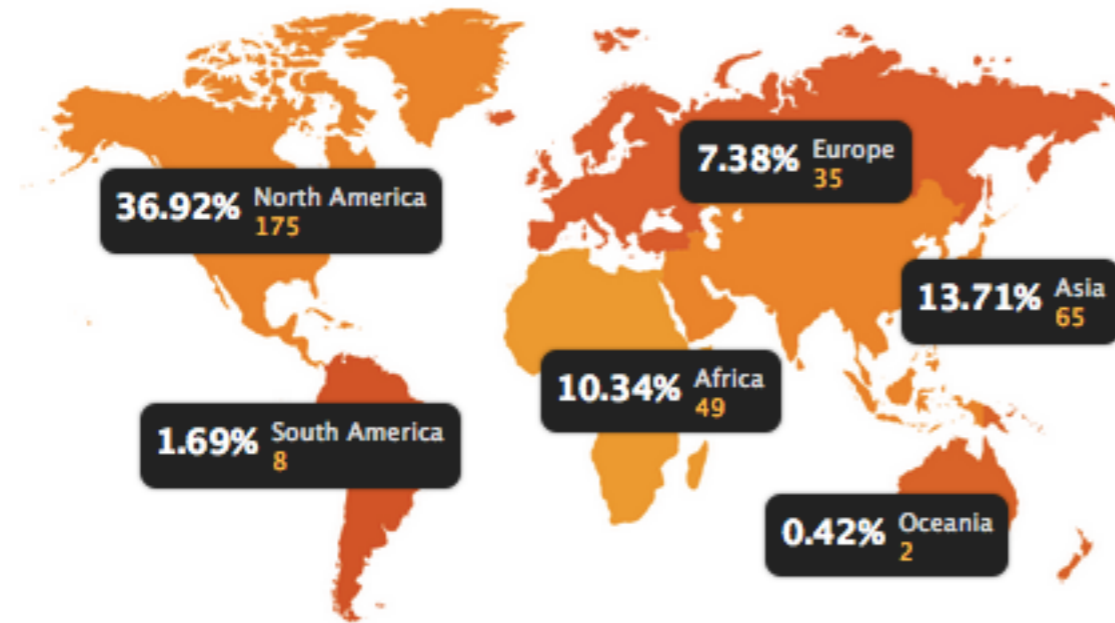 7.38% Europe
35
36.92% North America
175
13.71% Asia
65
10.34% Africa
49
1.69% South America
8
0.42% Oceania
2